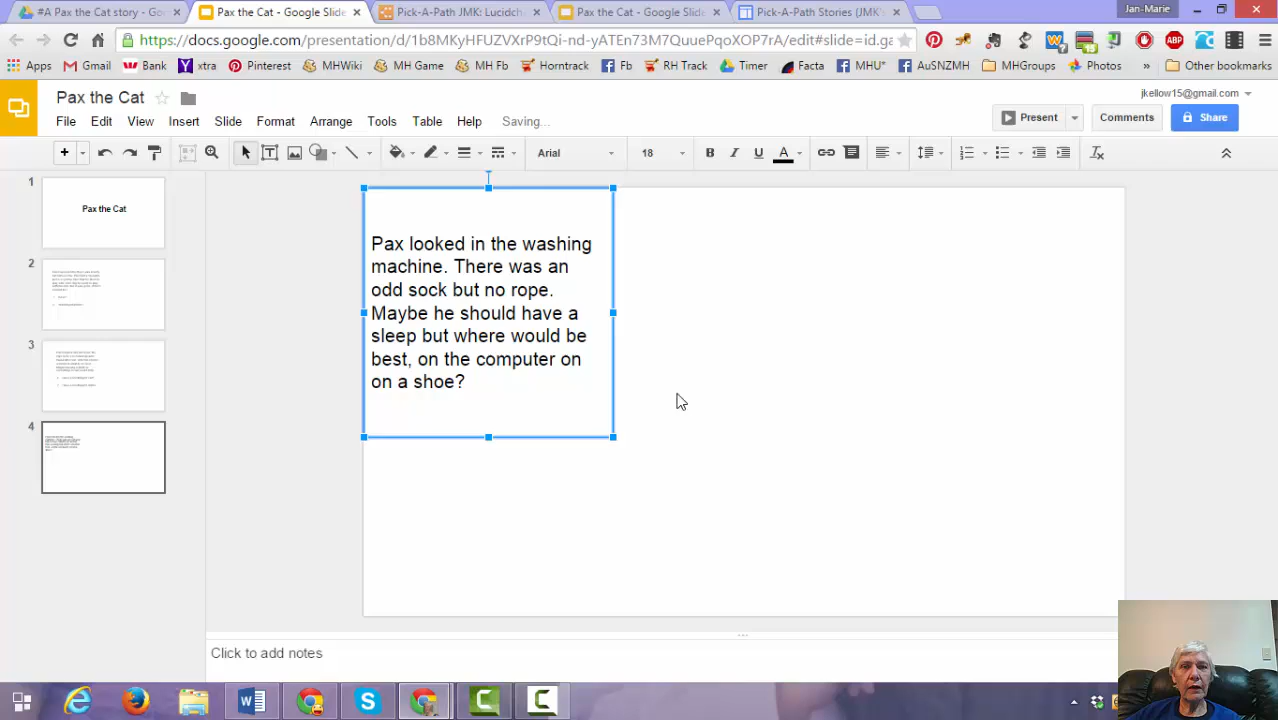 #A Pax the Cat story - Go
Pax the Cat - Google Slide
Pick-A-Path JMK: Lucidch
Pax the Cat - Google Slide
Pick-A-Path Stories (JMK'
Jan-Marie
https://docs.google.com/presentation/d/1b8MKyHFUZVXrP9tQi-nd-yATEn73M7QuuePqoXOP7rA/edit#slide=id.ga
Apps Gmail Bank xtra Pinterest MHWiki MH Game MH Fb Horntrack Fb RH Track Timer Facta MHU* AuSNZMH MHGroups Photos » Other bookmarks
Pax the Cat
jkellow15@gmail.com
File Edit View Insert Slide Format Arrange Tools Table Help Saving...
Present Comments Share
Arial 18 B I U A
1
Pax the Cat
2
3
4
Pax looked in the washing
machine. There was an
odd sock but no rope.
Maybe he should have a
sleep but where would be
best, on the computer on
on a shoe?
Click to add notes